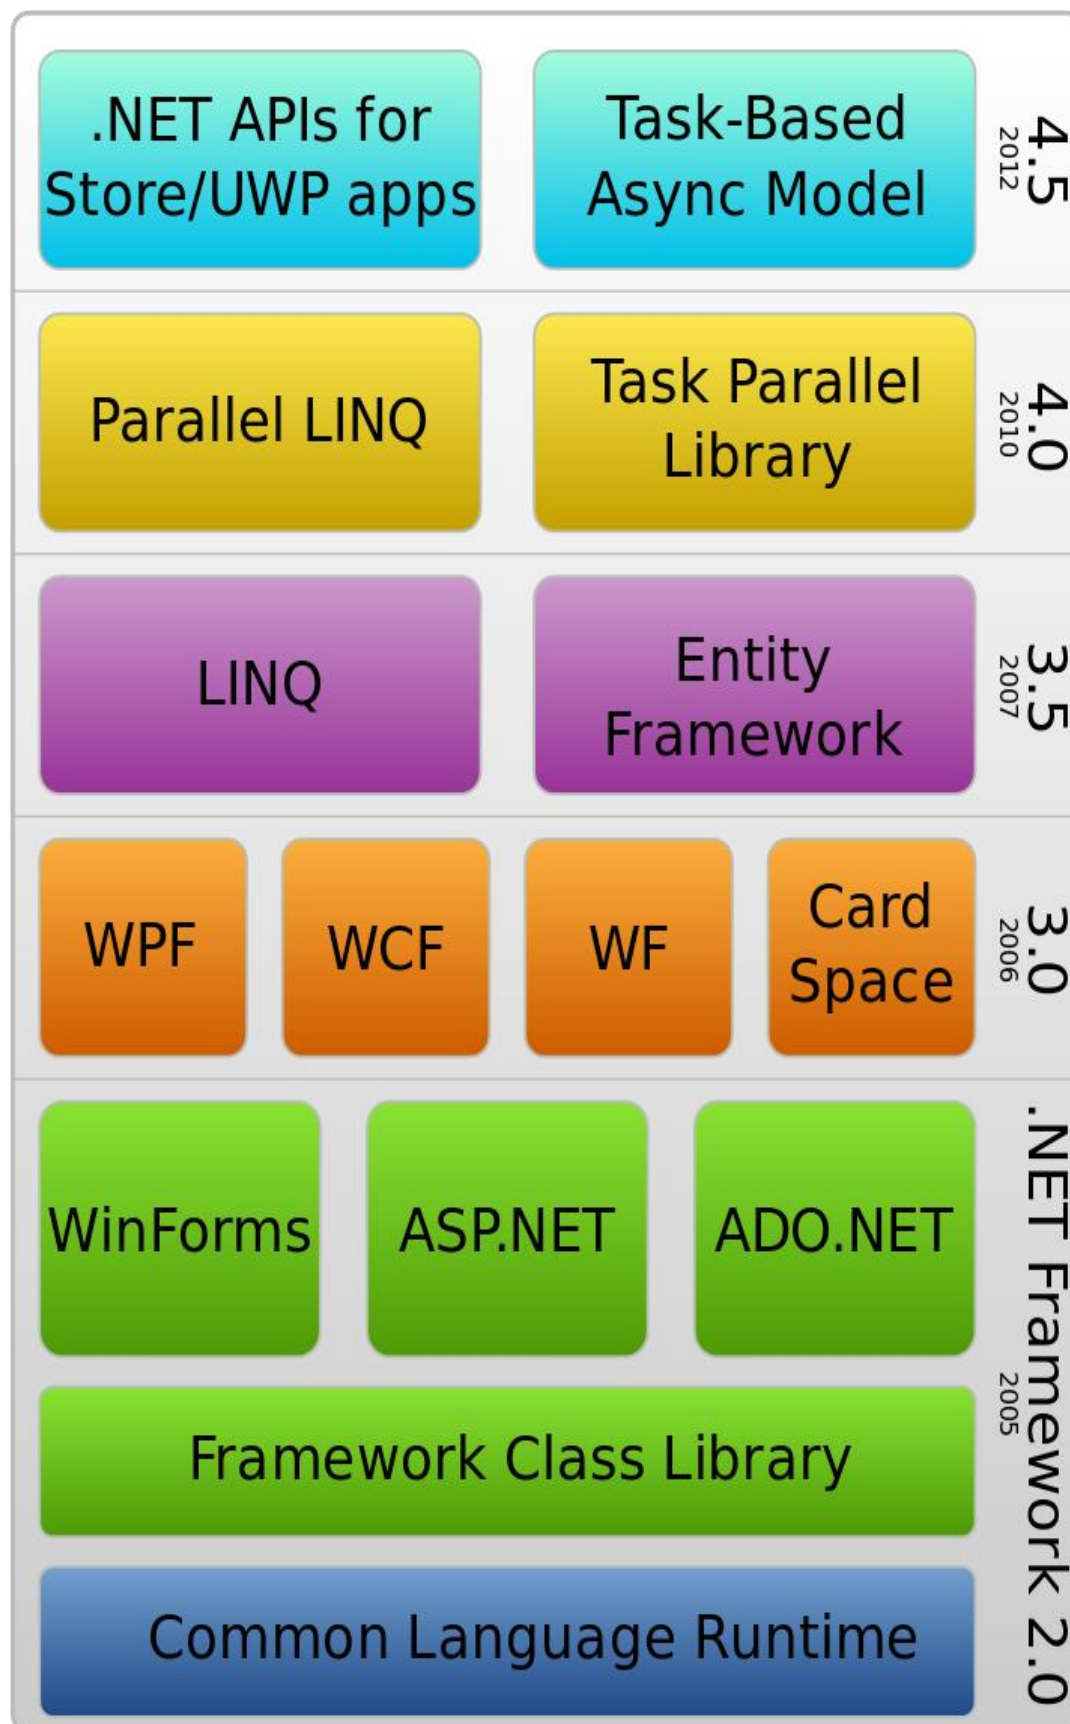 .NET APIs for
Store/UWP apps
Task-Based
Async Model
4.5
2012
Parallel LINQ
Task Parallel
Library
4.0
2010
LINQ
Entity
Framework
3.5
2007
WPF
WCF
WF
Card
Space
3.0
2006
WinForms
ASP.NET
ADO.NET
Framework Class Library
Common Language Runtime
.NET Framework 2.0
2005